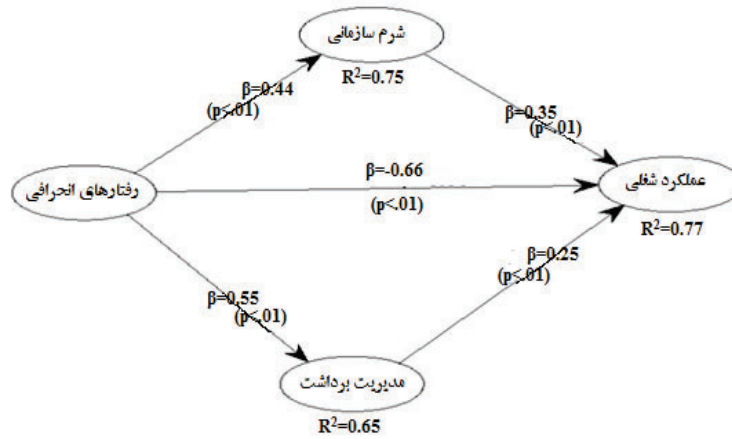 شرم سازمانی
R²=0.75
β=0.44
(p<.01)
β=0.35
(p<.01)
رفتارهای انحرافی
β=-0.66
(p<.01)
عملکرد شغلی
R²=0.77
β=0.55
(p<.01)
β=0.25
(p<.01)
مدیریت برداشت
R²=0.65